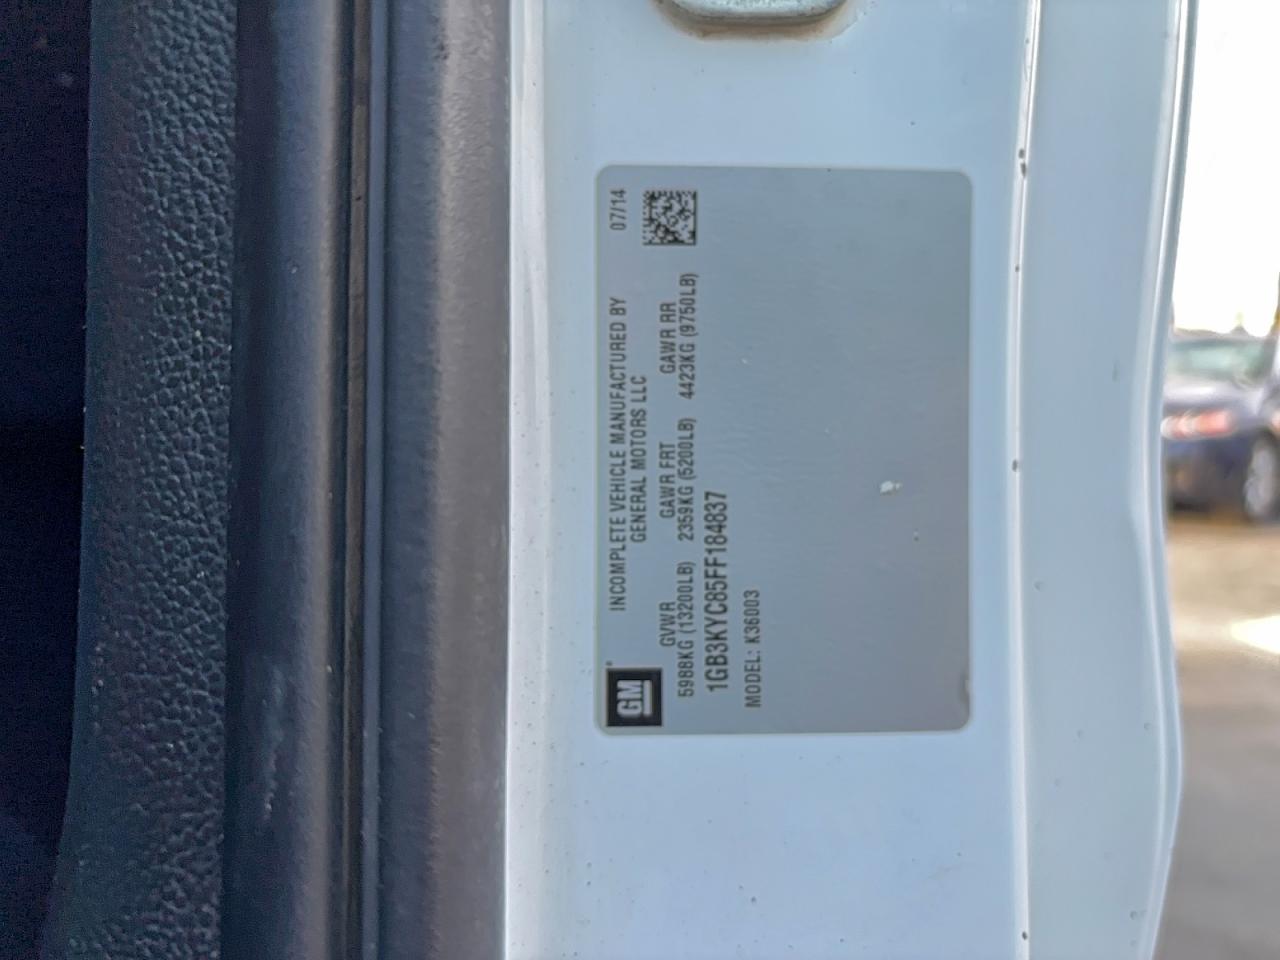 GM
INCOMPLETE VEHICLE MANUFACTURED BY 07/14
GENERAL MOTORS LLC
GVWR GAWR FRT GAWR RR
5988KG (13200LB) 2359KG (5200LB) 4423KG (9750LB)
1GB3KYC85FF184837
MODEL: K36003